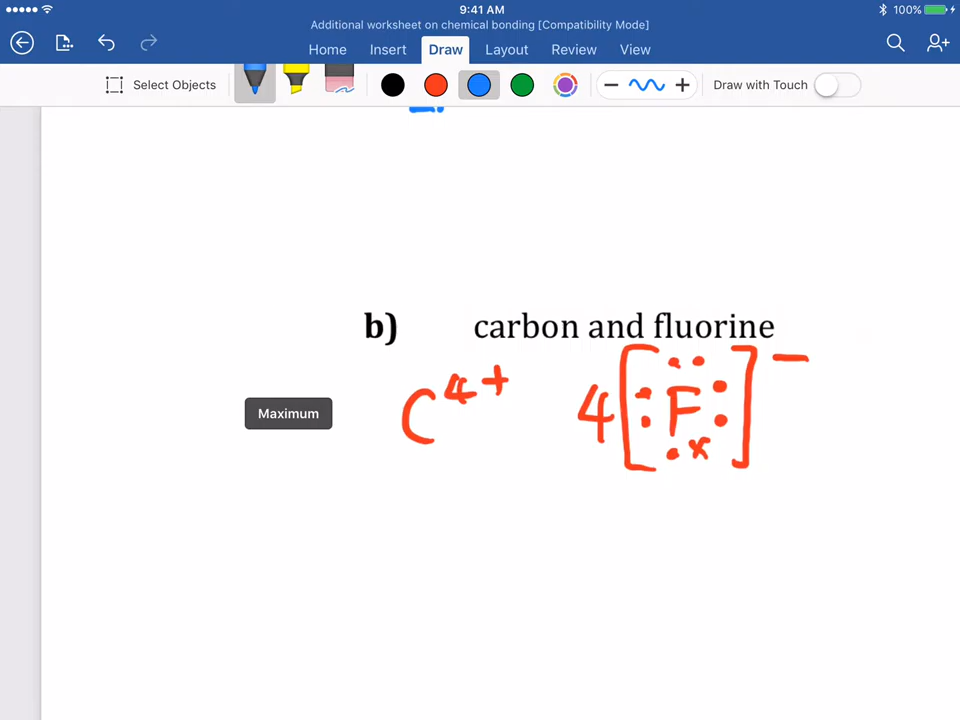 9:41 AM
100%
Additional worksheet on chemical bonding [Compatibility Mode]
Home Insert Draw Layout Review View
Select Objects
Draw with Touch
b) carbon and fluorine
C⁴⁺ 4[F]⁻
Maximum